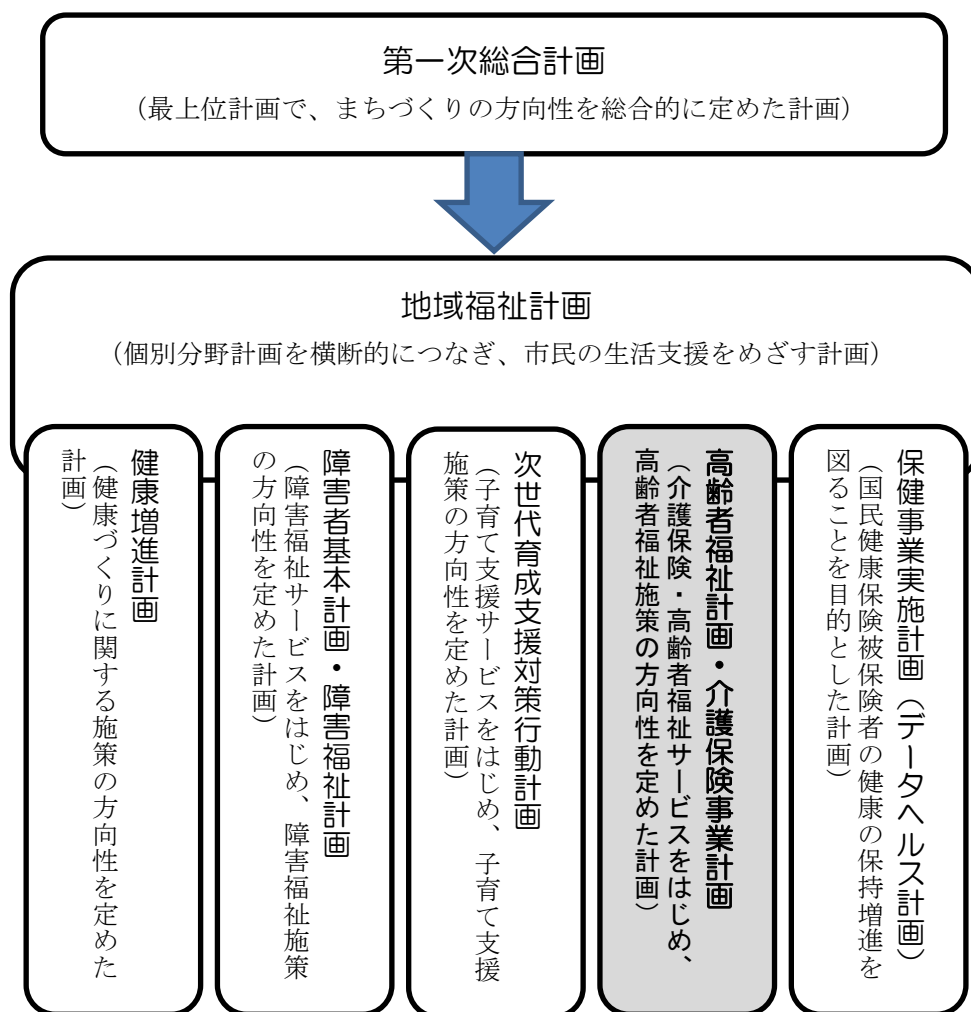 第一次総合計画
（最上位計画で、まちづくりの方向性を総合的に定めた計画）
地域福祉計画
（個別分野計画を横断的につなぎ、市民の生活支援をめざす計画）
保健事業実施計画（データヘルス計画）
（国民健康保険被保険者の健康の保持増進を
図ることを目的とした計画）
高齢者福祉計画・介護保険事業計画
（介護保険・高齢者福祉サービスをはじめ、
高齢者福祉施策の方向性を定めた計画）
次世代育成支援対策行動計画
（子育て支援サービスをはじめ、子育て支援
施策の方向性を定めた計画）
障害者基本計画・障害福祉計画
（障害福祉サービスをはじめ、障害福祉施策
の方向性を定めた計画）
健康増進計画
（健康づくりに関する施策の方向性を定めた
計画）